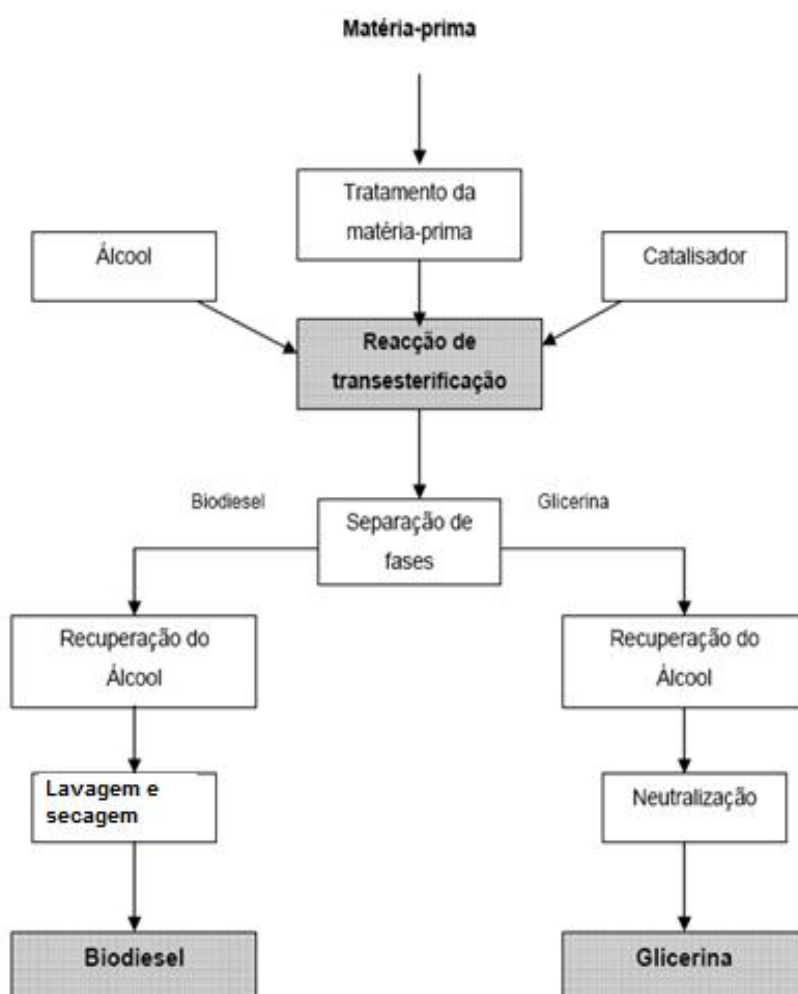 Matéria-prima
Tratamento da
matéria-prima
Álcool
Catalisador
Reacção de
transesterificação
Biodiesel
Glicerina
Separação de
fases
Recuperação do
Álcool
Recuperação do
Álcool
Lavagem e
secagem
Neutralização
Biodiesel
Glicerina